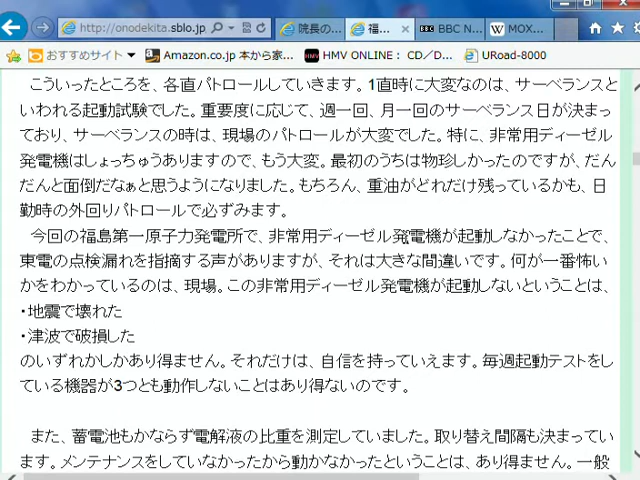 http://onodekita.sblo.jp/
院長の...
福...
BBC N...
MOX...
おすすめサイト
Amazon.co.jp 本から家...
HMV ONLINE： CD／D...
URoad-8000
こういったところを、各直パトロールしていきます。1直時に大変なのは、サーベランスと
いわれる起動試験でした。重要度に応じて、週一回、月一回のサーベランス日が決まっ
ており、サーベランスの時は、現場のパトロールが大変でした。特に、非常用ディーゼル
発電機はしょっちゅうありますので、もう大変。最初のうちは物珍しかったのですが、だん
だんと面倒だなぁと思うようになりました。もちろん、重油がどれだけ残っているかも、日
勤時の外回りパトロールで必ずみます。
今回の福島第一原子力発電所で、非常用ディーゼル発電機が起動しなかったことで、
東電の点検漏れを指摘する声がありますが、それは大きな間違いです。何が一番怖い
かをわかっているのは、現場。この非常用ディーゼル発電機が起動しないということは、
・地震で壊れた
・津波で破損した
のいずれかしかあり得ません。それだけは、自信を持っていえます。毎週起動テストをし
ている機器が3つとも動作しないことはあり得ないのです。
また、蓄電池もかならず電解液の比重を測定していました。取り替え間隔も決まってい
ます。メンテナンスをしていなかったから動かなかったということは、あり得ません。一般